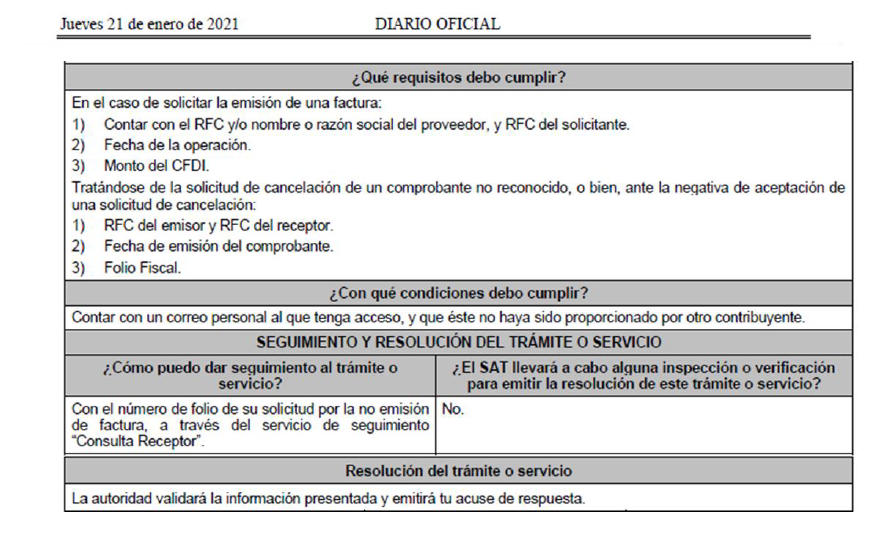 Jueves 21 de enero de 2021 DIARIO OFICIAL
¿Qué requisitos debo cumplir?
En el caso de solicitar la emisión de una factura:
1) Contar con el RFC y/o nombre o razón social del proveedor, y RFC del solicitante.
2) Fecha de la operación.
3) Monto del CFDI.
Tratándose de la solicitud de cancelación de un comprobante no reconocido, o bien, ante la negativa de aceptación de
una solicitud de cancelación:
1) RFC del emisor y RFC del receptor.
2) Fecha de emisión del comprobante.
3) Folio Fiscal.
¿Con qué condiciones debo cumplir?
Contar con un correo personal al que tenga acceso, y que éste no haya sido proporcionado por otro contribuyente.
SEGUIMIENTO Y RESOLUCIÓN DEL TRÁMITE O SERVICIO
¿Cómo puedo dar seguimiento al trámite o
servicio?
¿El SAT llevará a cabo alguna inspección o verificación
para emitir la resolución de este trámite o servicio?
Con el número de folio de su solicitud por la no emisión
de factura, a través del servicio de seguimiento
“Consulta Receptor”.
No.
Resolución del trámite o servicio
La autoridad validará la información presentada y emitirá tu acuse de respuesta.